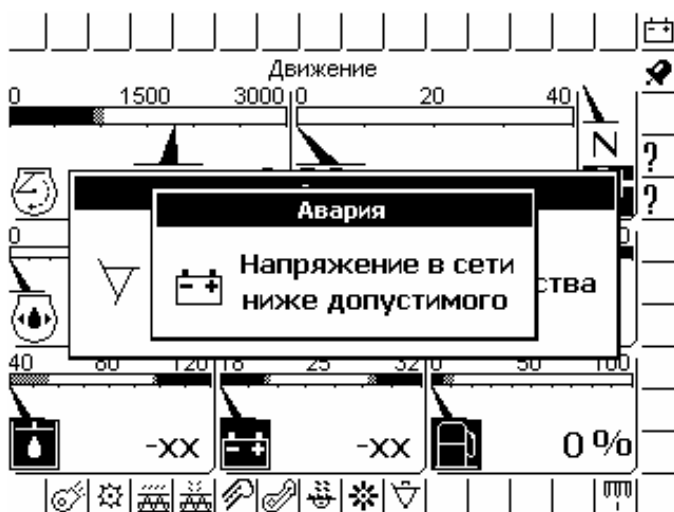 Движение
0 1500 3000 0 20 40
N
?
Авария
?
0 0
Напряжение в сети
ниже допустимого
ства
40 80 120 18 25 32 0 50 100
-xx -xx 0 %